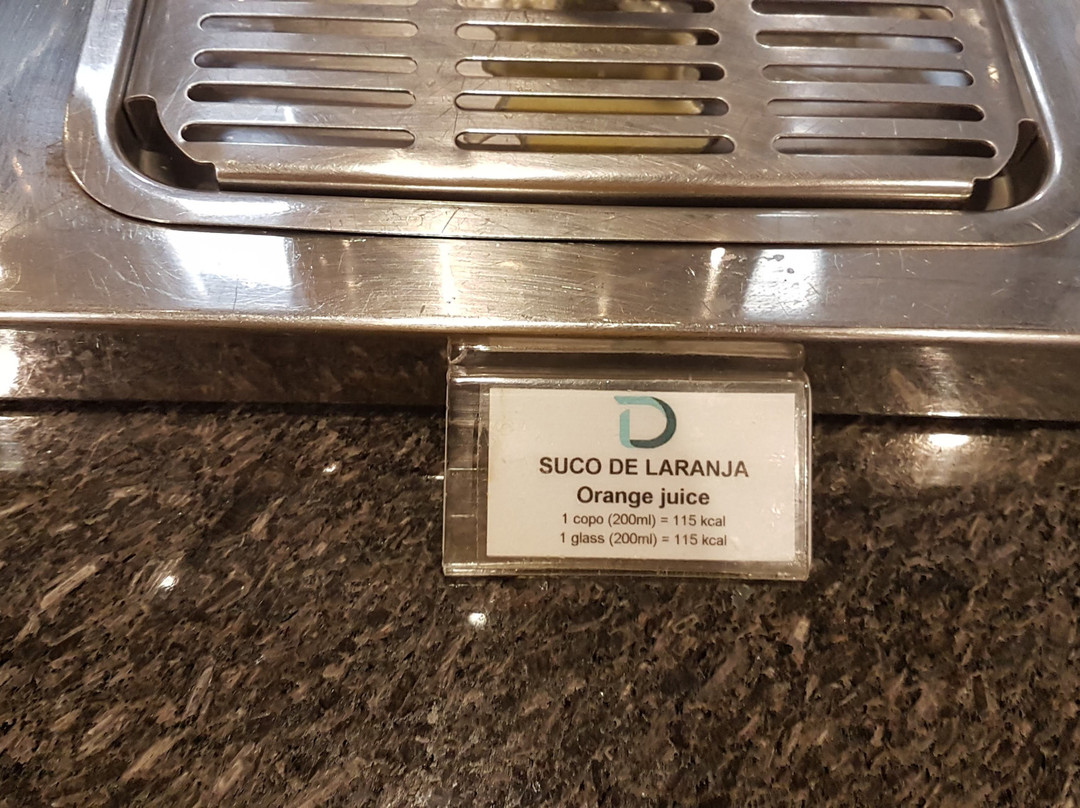 D
SUCO DE LARANJA
Orange juice
1 copo (200ml) = 115 kcal
1 glass (200ml) = 115 kcal